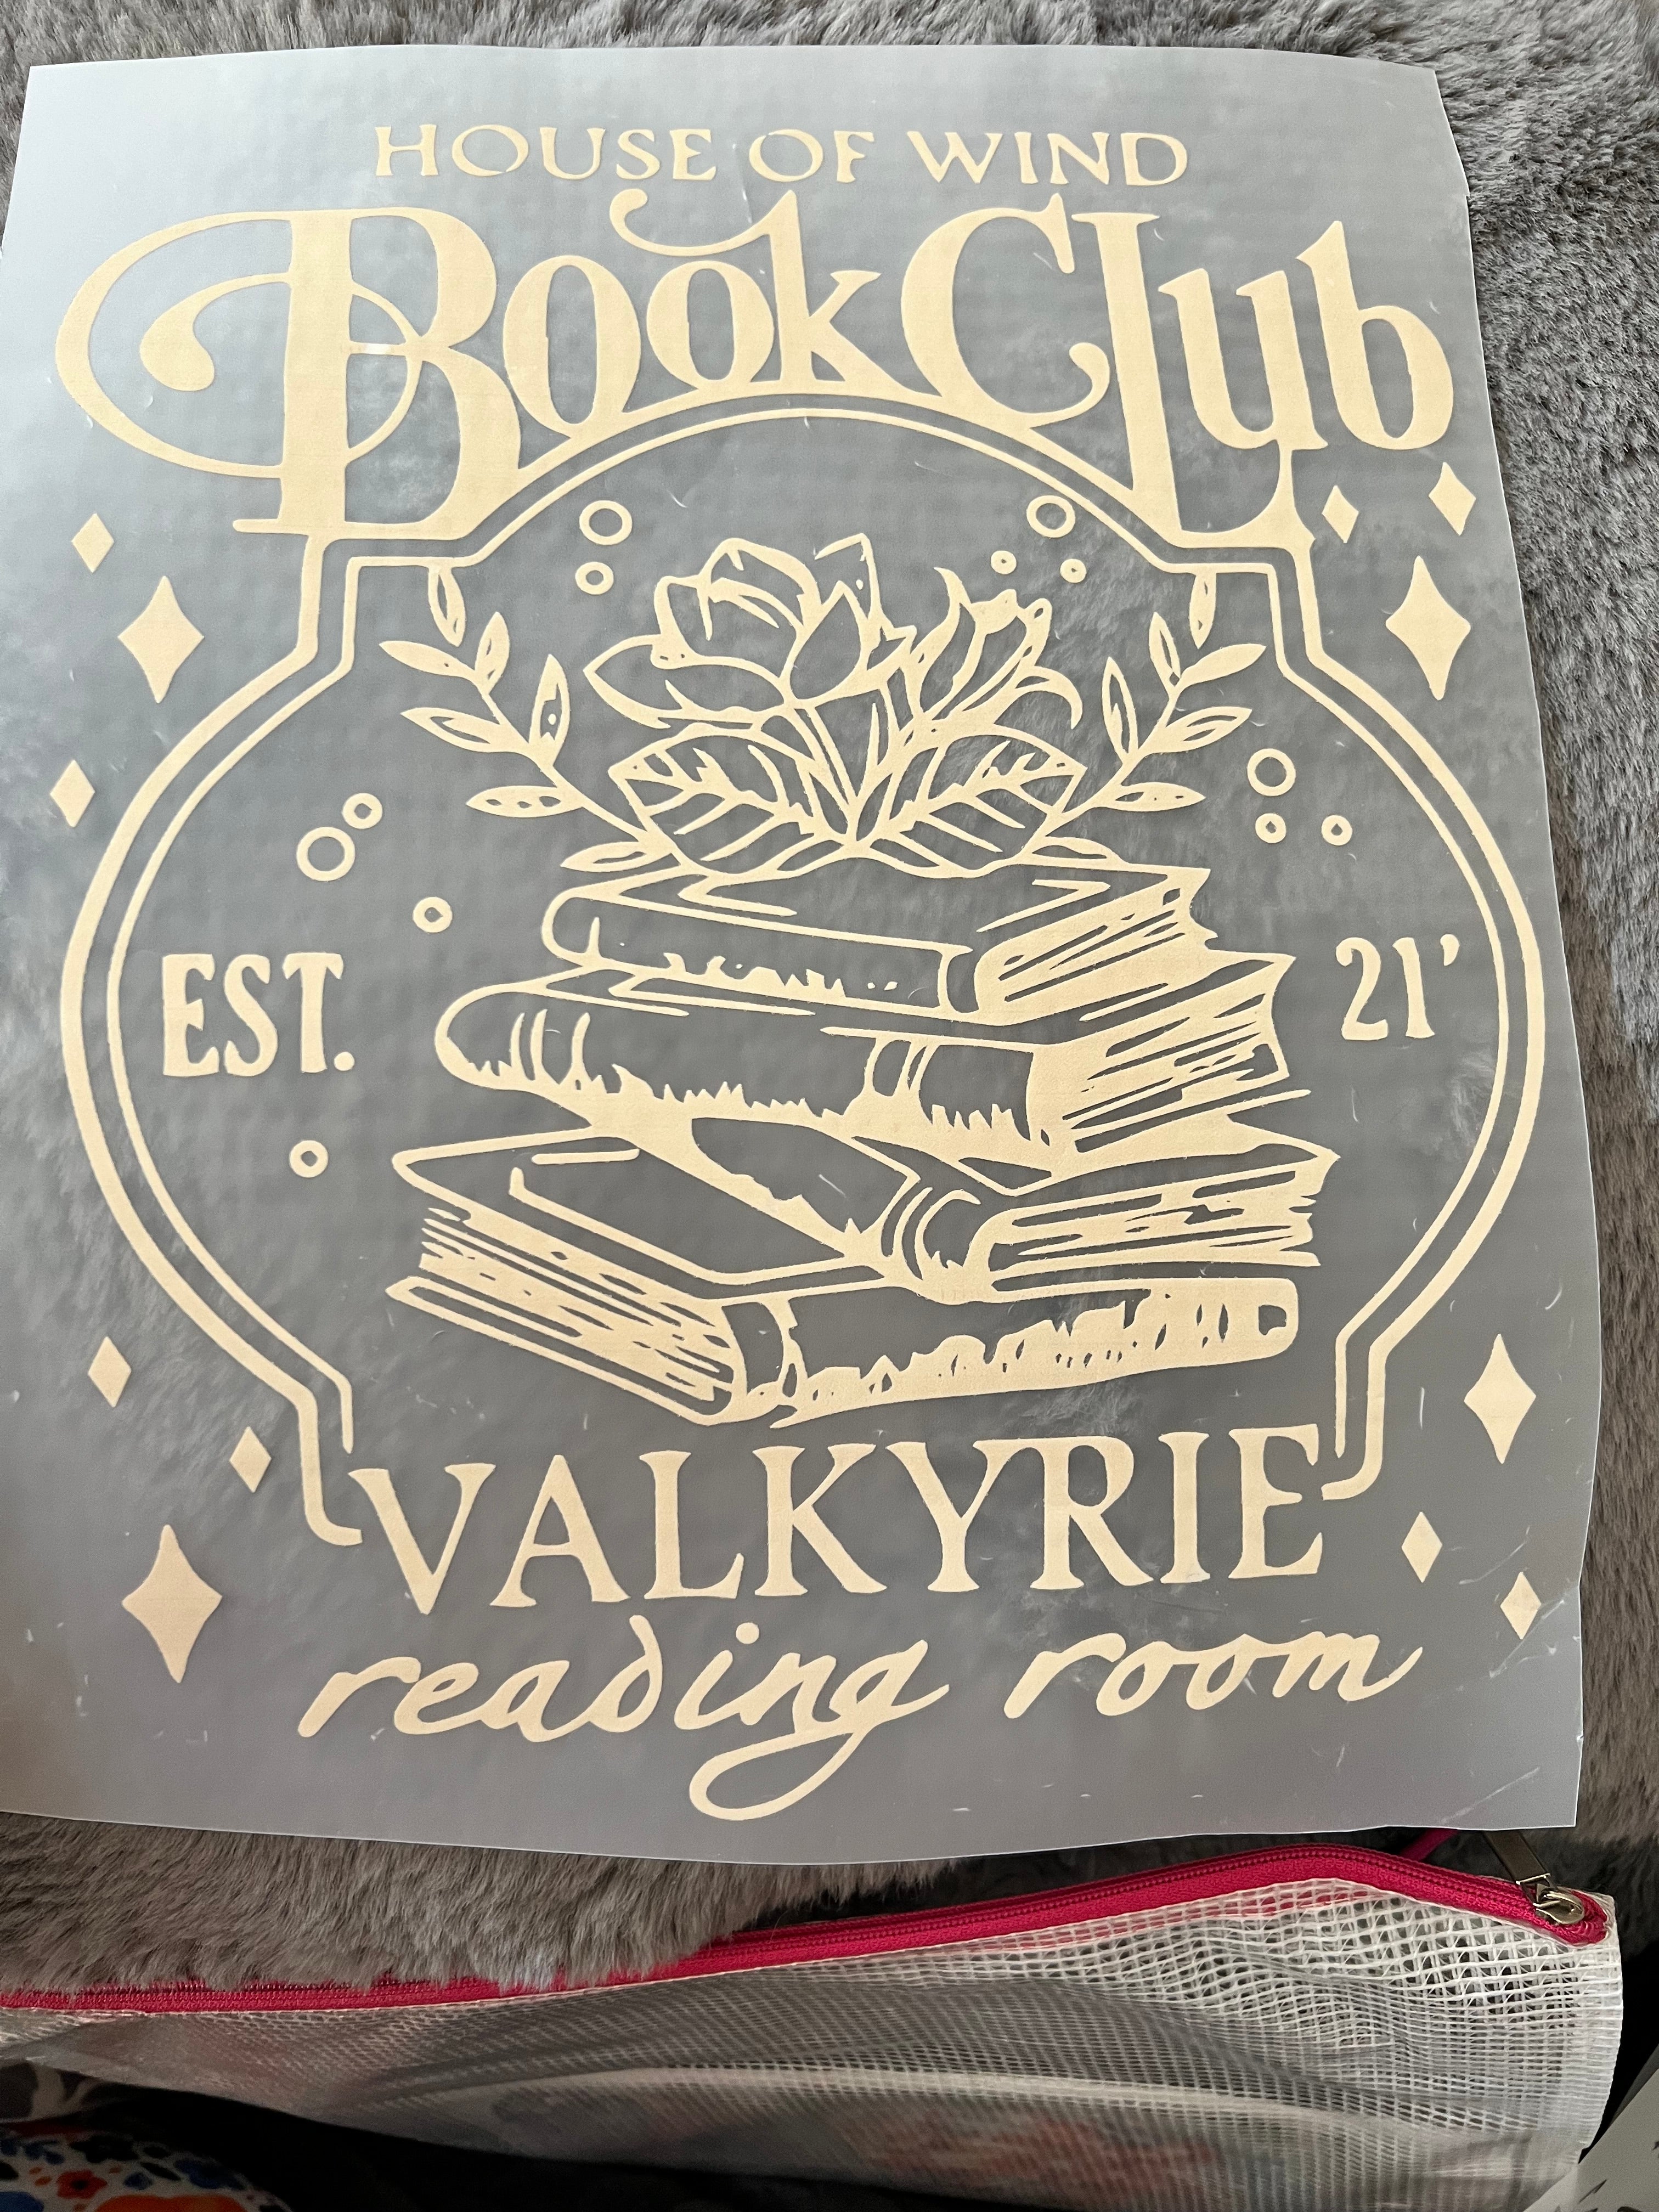 HOUSE OF WIND
Book Club
EST. 21'
VALKYRIE
reading room